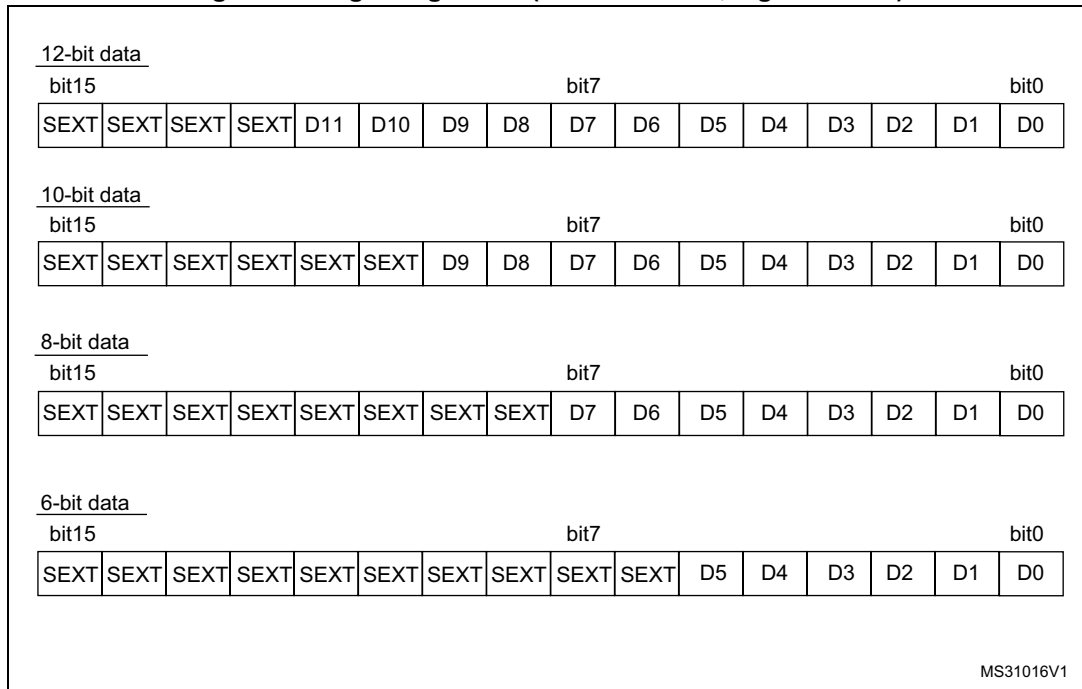 12-bit data
bit15 bit7 bit0
SEXT SEXT SEXT SEXT D11 D10 D9 D8 D7 D6 D5 D4 D3 D2 D1 D0
10-bit data
bit15 bit7 bit0
SEXT SEXT SEXT SEXT SEXT SEXT D9 D8 D7 D6 D5 D4 D3 D2 D1 D0
8-bit data
bit15 bit7 bit0
SEXT SEXT SEXT SEXT SEXT SEXT SEXT SEXT D7 D6 D5 D4 D3 D2 D1 D0
6-bit data
bit15 bit7 bit0
SEXT SEXT SEXT SEXT SEXT SEXT SEXT SEXT SEXT SEXT D5 D4 D3 D2 D1 D0
MS31016V1